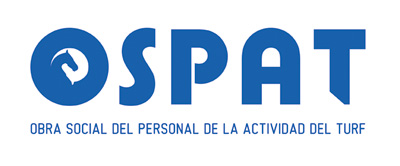 OSPAT
OBRA SOCIAL DEL PERSONAL DE LA ACTIVIDAD DEL TURF